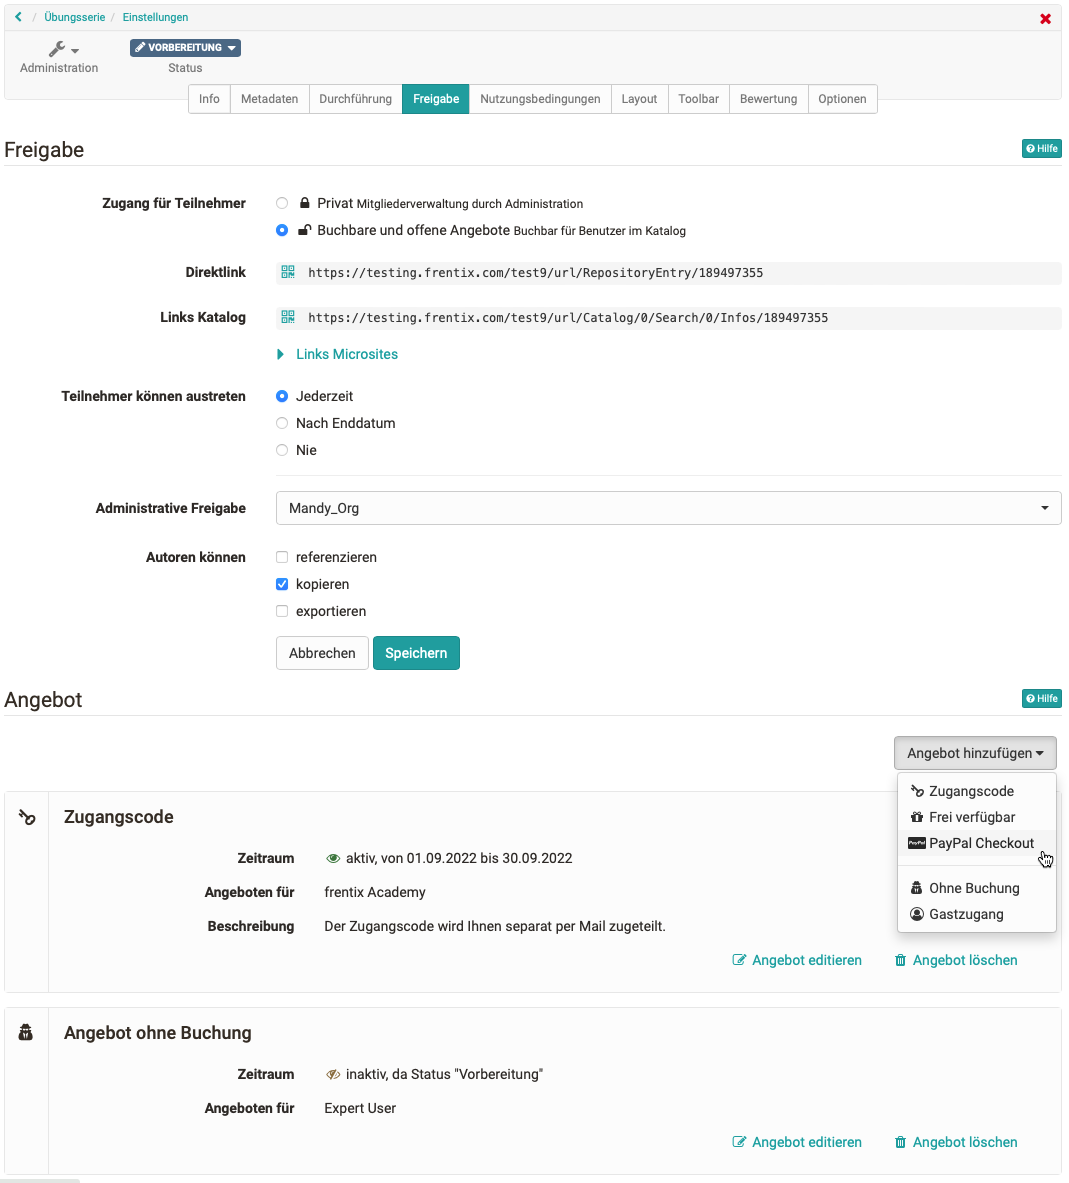 Übungsserie / Einstellungen
Administration
VORBEREITUNG
Status
Info Metadaten Durchführung Freigabe Nutzungsbedingungen Layout Toolbar Bewertung Optionen
Freigabe
Hilfe
Zugang für Teilnehmer
Privat Mitgliederverwaltung durch Administration
Buchbare und offene Angebote Buchbar für Benutzer im Katalog
Direktlink https://testing.frentix.com/test9/url/RepositoryEntry/189497355
Links Katalog https://testing.frentix.com/test9/url/Catalog/0/Search/0/Infos/189497355
Links Microsites
Teilnehmer können austreten
Jederzeit
Nach Enddatum
Nie
Administrative Freigabe Mandy_Org
Autoren können
referenzieren
kopieren
exportieren
Abbrechen Speichern
Angebot
Hilfe
Angebot hinzufügen
Zugangscode
Frei verfügbar
PayPal PayPal Checkout
Ohne Buchung
Gastzugang
Zugangscode
Zeitraum aktiv, von 01.09.2022 bis 30.09.2022
Angeboten für frentix Academy
Beschreibung Der Zugangscode wird Ihnen separat per Mail zugeteilt.
Angebot editieren Angebot löschen
Angebot ohne Buchung
Zeitraum inaktiv, da Status "Vorbereitung"
Angeboten für Expert User
Angebot editieren Angebot löschen